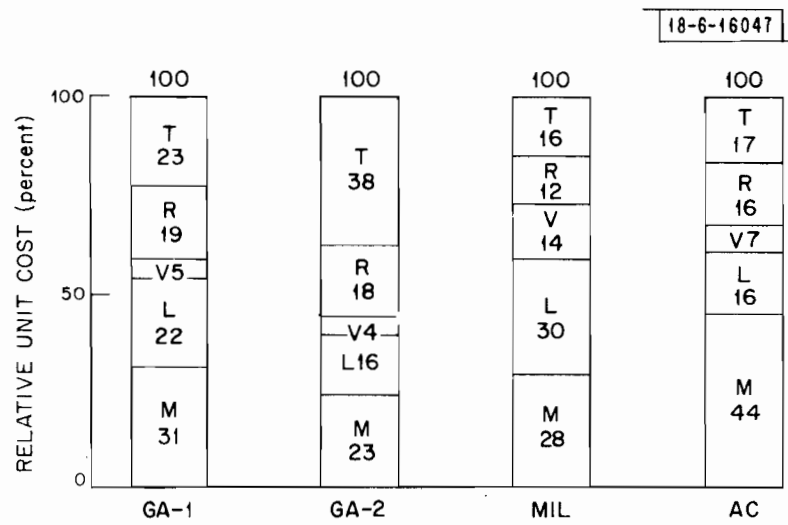 18-6-16047
100 100 100 100
100
50
0
RELATIVE UNIT COST (percent)
T
23
R
19
V5
L
22
M
31
T
38
R
18
V4
L16
M
23
T
16
R
12
V
14
L
30
M
28
T
17
R
16
V7
L
16
M
44
GA-1 GA-2 MIL AC